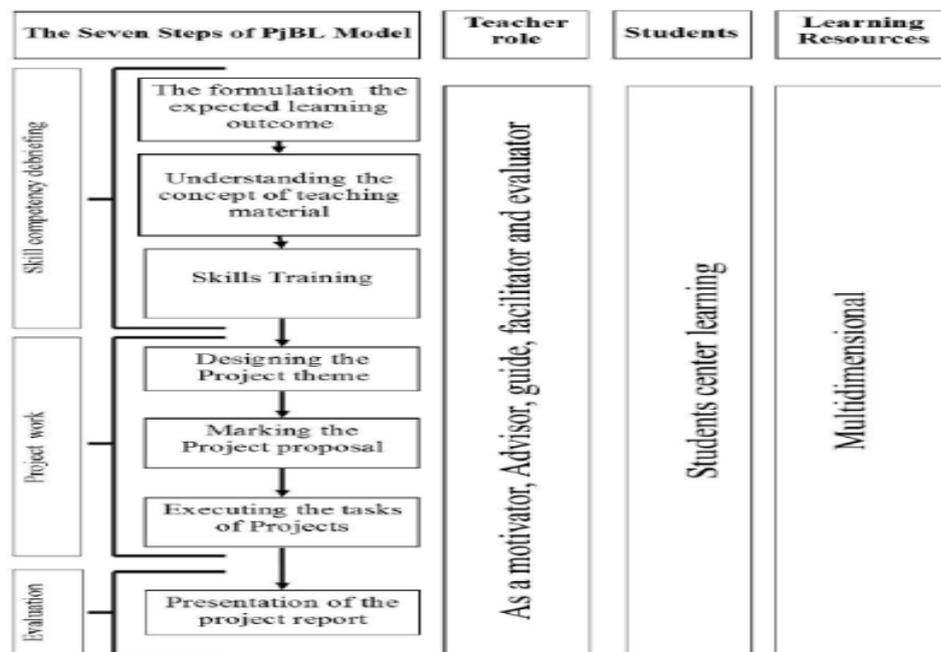 The Seven Steps of PjBL Model
Teacher
role
Students
Learning
Resources
Skill competency debriefing
The formulation the
expected learning
outcome
Understanding the
concept of teaching
material
Skills Training
Project work
Designing the
Project theme
Marking the
Project proposal
Executing the tasks
of Projects
Evaluation
Presentation of the
project report
As a motivator, Advisor, guide, facilitator and evaluator
Students center learning
Multidimensional